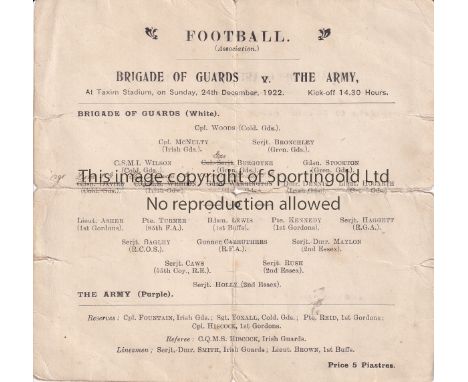 FOOTBALL.
(Association.)
BRIGADE OF GUARDS v. THE ARMY,
At Taxim Stadium, on Sunday, 24th December, 1922. Kick-off 14.30 Hours.
BRIGADE OF GUARDS (White).
Cpl. WOODS (Cold. Gds.)
Cpl. McNULTY Serjt. BRONCHLEY
(Irish Gds.) (Gren. Gds.)
C.S.M.I. WILSON Col.-Serjt. BURGOYNE Gdsn. STOCKTON
(Cold. Gds.) (Gren. Gds.)
This image copyright of SportingOld Ltd
No reproduction allowed
Lieut. ASHER Pte. TURNER Bdsm. LEWIS Pte. KENNEDY Serjt. HAGGETT
(1st Gordons). (85th F.A.) (1st Buffs). (1st Gordons). (R.G.A.)
Serjt. BAGLEY Gunner CARRUTHERS Serjt.-Dmr. MAYLON
(R.C.O.S.) (R.F.A.) (2nd Essex).
Serjt. CAWS Serjt. RUSH
(55th Coy., R.E.) (2nd Essex).
Serjt. HOLLY (2nd Essex).
THE ARMY (Purple).
Reserves: Cpl. FOUNTAIN, Irish Gds.; Sgt. TOXALL, Cold. Gds.; Pte. REID, 1st Gordons;
Cpl. HISCOCK, 1st Gordons.
Referee: C.Q.M.S. HISCOCK, Irish Guards.
Linesmen: Serjt.-Dmr. SMITH, Irish Guards; Lieut. BROWN, 1st Buffs.
Price 5 Piastres.